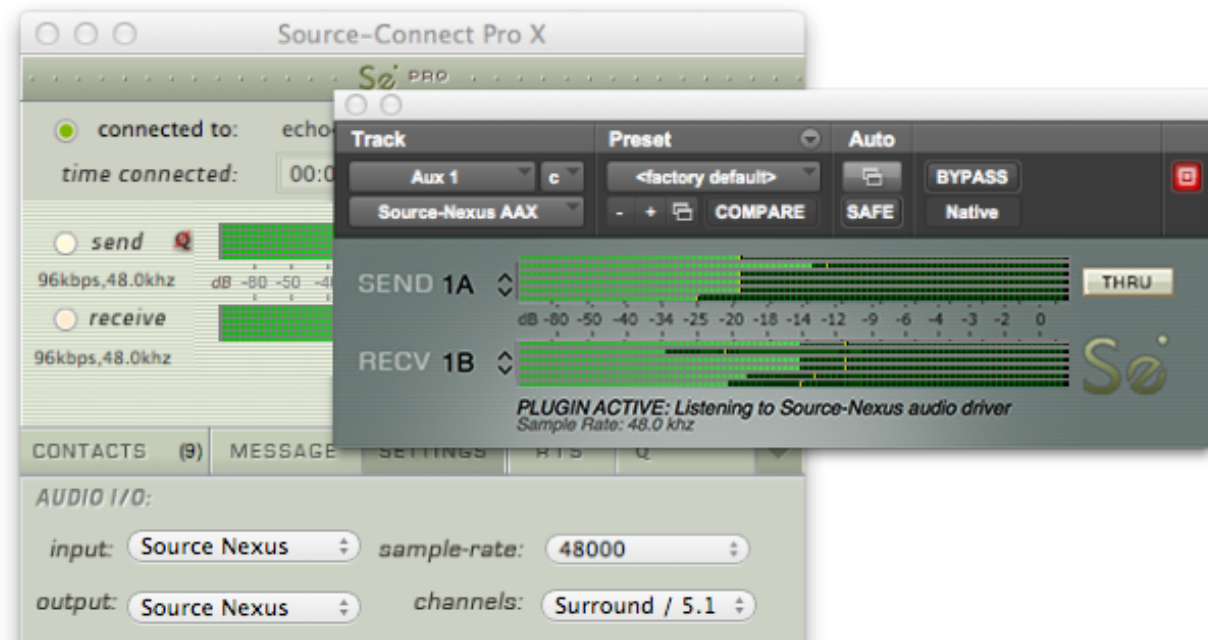 Source-Connect Pro X
Se PRO
connected to: echo
time connected: 00:0
send Q
96kbps,48.0khz
dB -80 -50 -4
receive
96kbps,48.0khz
Track Preset Auto
Aux 1 c <factory default> BYPASS
Source-Nexus AAX - + COMPARE SAFE Native
SEND 1A THRU
dB -80 -50 -40 -34 -25 -20 -18 -14 -12 -9 -6 -4 -3 -2 0
RECV 1B Se
PLUGIN ACTIVE: Listening to Source-Nexus audio driver
Sample Rate: 48.0 khz
CONTACTS (9) MESSAGE SETTINGS RTS Q
AUDIO I/O:
input: Source Nexus sample-rate: 48000
output: Source Nexus channels: Surround / 5.1